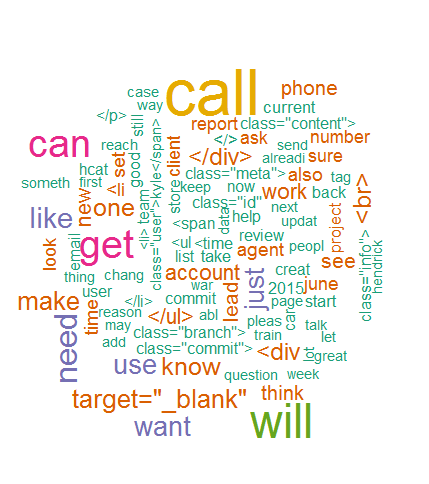 call
phone
case
way
current
</p>
still
report
class="content">
can
reach
good
client
</>
ask
send
number
</div>
alreadi
sure
hcat
set
class="user">kyle</span>
class="meta">
also
tag
someth
first
</li
keep
now
work
back
<br>
new
one
team
store
class="id"
next
project
like
<li>
<span
data
help
updat
look
email
get
<ul
<time
review
agent
peopl
see
class="info">
hendrick
list
take
thing
chang
account
creat
just
war
2015
june
make
user
</li>
commit
lead
page
start
time
reason
</ul>
abl
care
may
class="branch">
pleas
talk
need
add
class="commit">
train
let
<div
lot
great
use
know
question
week
target="_blank"
think
want
will